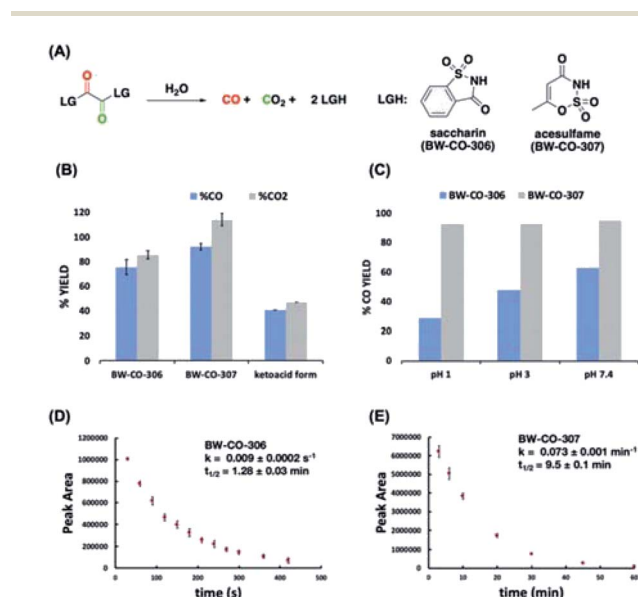 (A)
O
LG
LG
O
H₂O
CO + CO₂ + 2 LGH
LGH:
O O
S
NH
O
saccharin
(BW-CO-306)
O
NH
O S O
O
acesulfame
(BW-CO-307)
(B)
%CO %CO2
% YIELD
120
100
80
60
40
20
0
BW-CO-306 BW-CO-307 ketoacid form
(C)
BW-CO-306 BW-CO-307
% CO YIELD
100
80
60
40
20
0
pH 1 pH 3 pH 7.4
(D)
BW-CO-306
k = 0.009 ± 0.0002 s⁻¹
t1/2 = 1.28 ± 0.03 min
Peak Area
1200000
1000000
800000
600000
400000
200000
0
0 100 200 300 400 500
time (s)
(E)
BW-CO-307
k = 0.073 ± 0.001 min⁻¹
t1/2 = 9.5 ± 0.1 min
Peak Area
7000000
6000000
5000000
4000000
3000000
2000000
1000000
0
0 10 20 30 40 50 60
time (min)